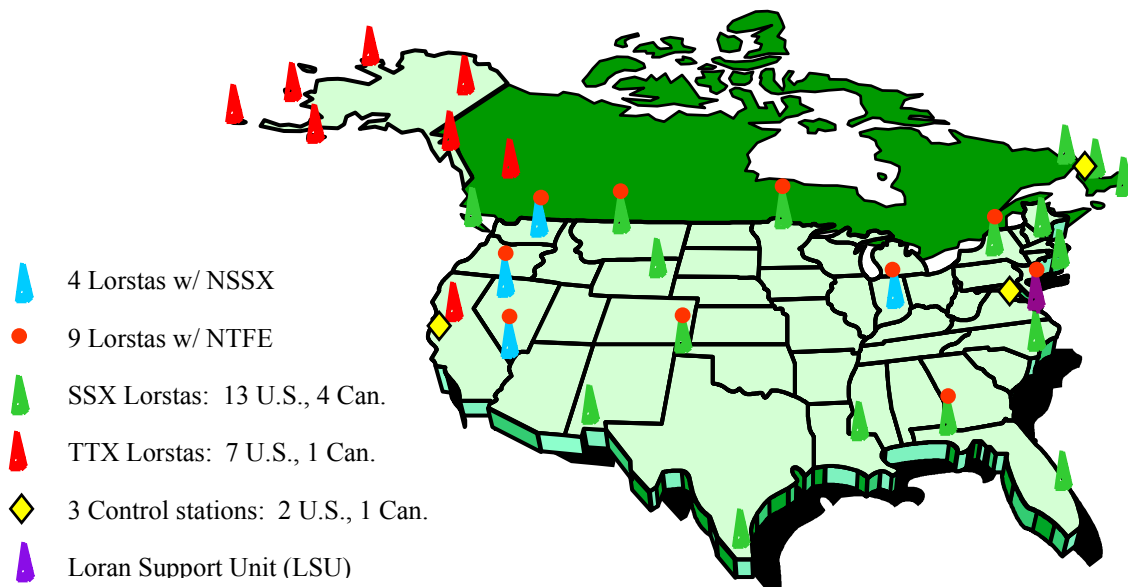 4 Lorstas w/ NSSX
9 Lorstas w/ NTFE
SSX Lorstas: 13 U.S., 4 Can.
TTX Lorstas: 7 U.S., 1 Can.
3 Control stations: 2 U.S., 1 Can.
Loran Support Unit (LSU)